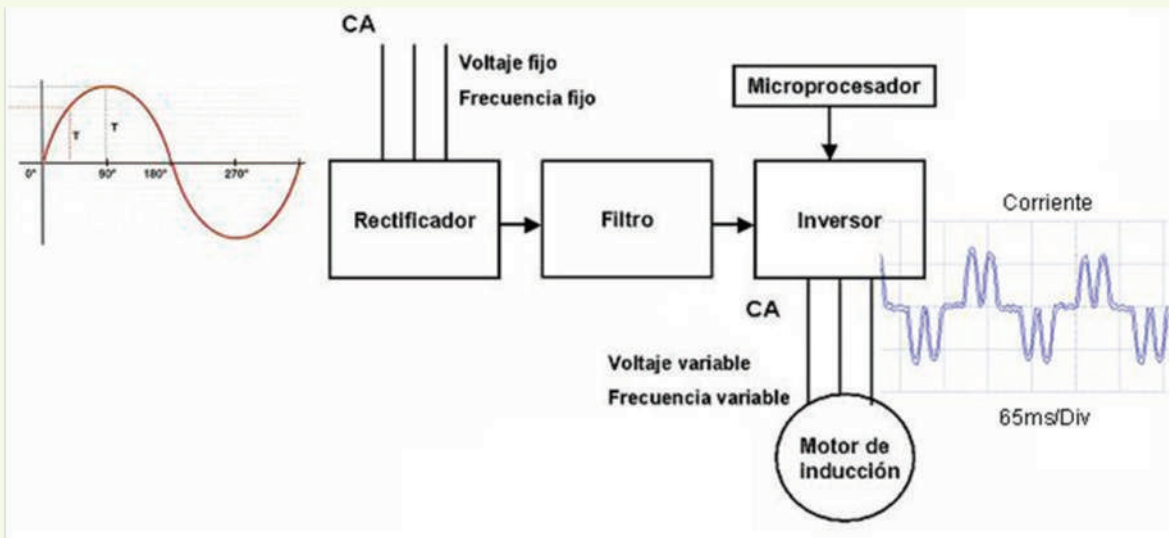 CA
Voltaje fijo
Frecuencia fijo
Microprocesador
T
T
0°
90°
180°
270°
Rectificador
Filtro
Inversor
Corriente
CA
Voltaje variable
Frecuencia variable
65ms/Div
Motor de
inducción